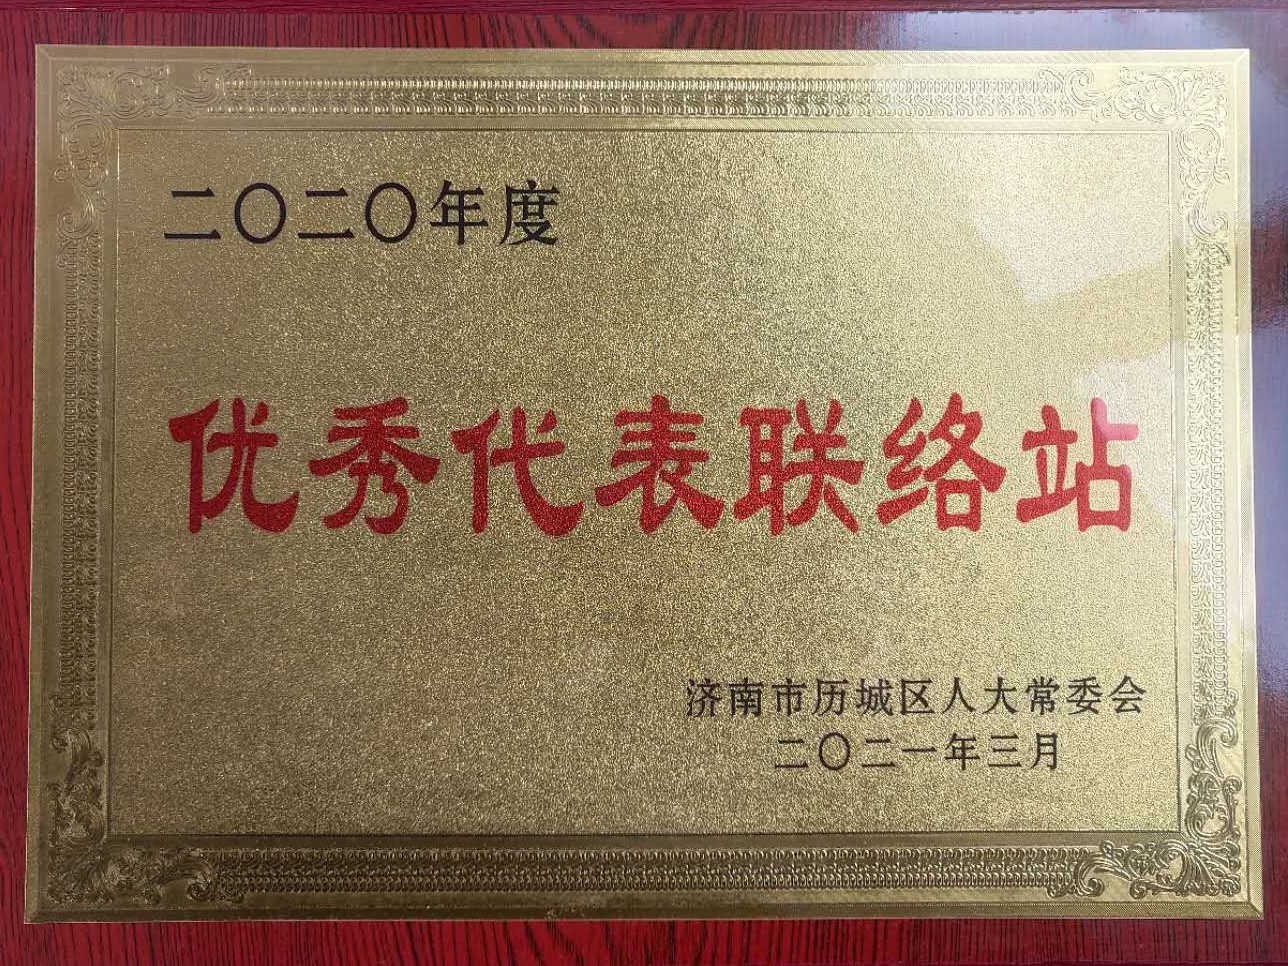 二〇二〇年度
优秀代表联络站
济南市历城区人大常委会
二〇二一年三月